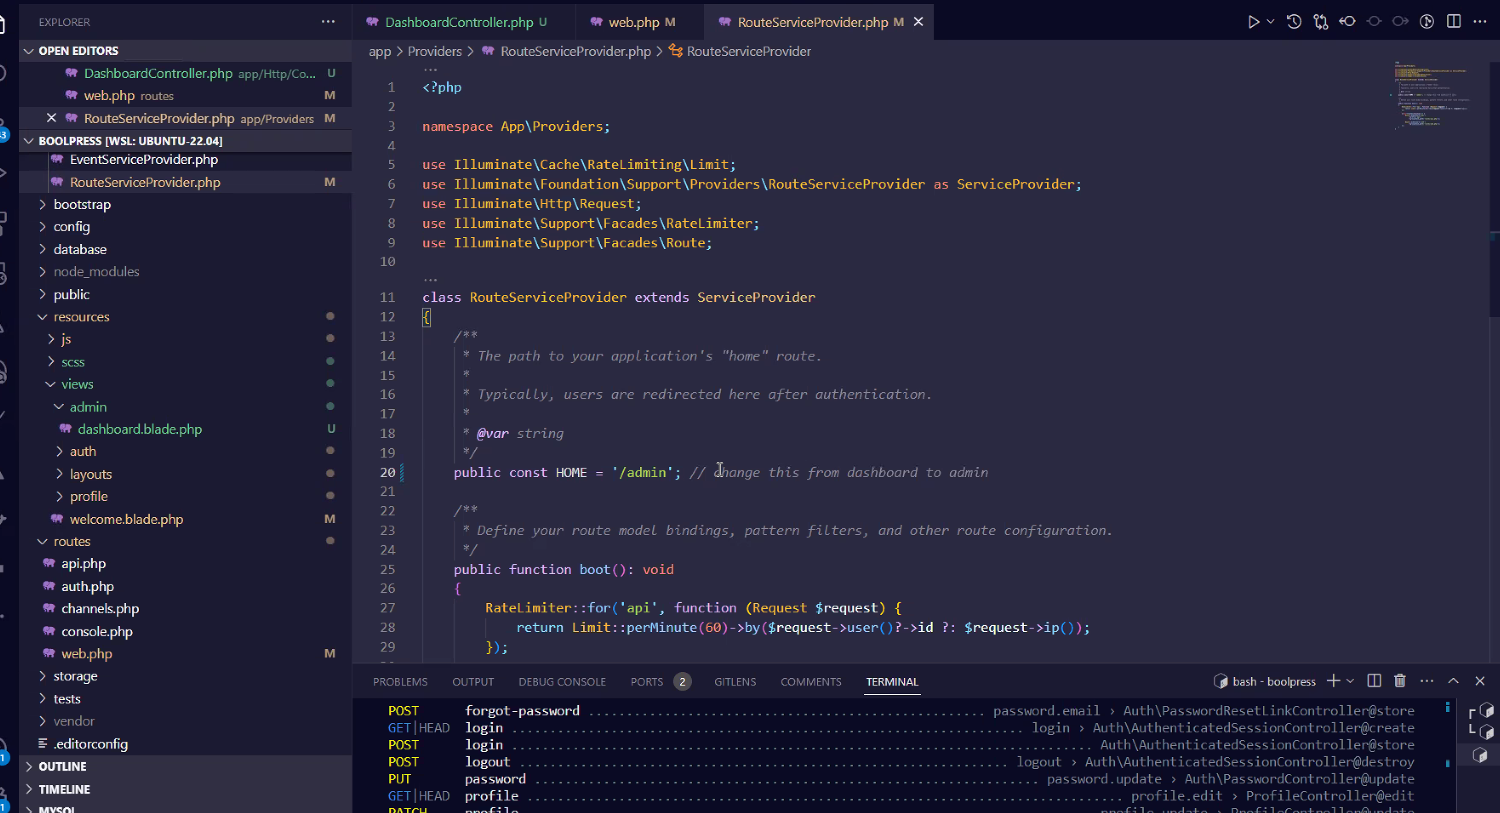 EXPLORER ···
OPEN EDITORS
DashboardController.php app/Http/Co... U
web.php routes M
RouteServiceProvider.php app/Providers M
BOOLPRESS [WSL: UBUNTU-22.04]
EventServiceProvider.php
RouteServiceProvider.php M
bootstrap
config
database
node_modules
public
resources
js
scss
views
admin
dashboard.blade.php U
auth
layouts
profile
welcome.blade.php M
routes
api.php
auth.php
channels.php
console.php
web.php M
storage
tests
vendor
.editorconfig
OUTLINE
TIMELINE
MYSQL
DashboardController.php U
web.php M
RouteServiceProvider.php M
app > Providers > RouteServiceProvider.php > RouteServiceProvider
...
1 <?php
2
3 namespace App\Providers;
4
5 use Illuminate\Cache\RateLimiting\Limit;
6 use Illuminate\Foundation\Support\Providers\RouteServiceProvider as ServiceProvider;
7 use Illuminate\Http\Request;
8 use Illuminate\Support\Facades\RateLimiter;
9 use Illuminate\Support\Facades\Route;
10
...
11 class RouteServiceProvider extends ServiceProvider
12 {
13 /**
14 * The path to your application's "home" route.
15 *
16 * Typically, users are redirected here after authentication.
17 *
18 * @var string
19 */
20 public const HOME = '/admin'; // change this from dashboard to admin
21
22 /**
23 * Define your route model bindings, pattern filters, and other route configuration.
24 */
25 public function boot(): void
26 {
27 RateLimiter::for('api', function (Request $request) {
28 return Limit::perMinute(60)->by($request->user()?->id ?: $request->ip());
29 });
PROBLEMS OUTPUT DEBUG CONSOLE PORTS 2 GITLENS COMMENTS TERMINAL bash - boolpress
POST forgot-password ........ password.email › Auth\PasswordResetLinkController@store
GET|HEAD login ........ login › Auth\AuthenticatedSessionController@create
POST login ........ Auth\AuthenticatedSessionController@store
POST logout ........ logout › Auth\AuthenticatedSessionController@destroy
PUT password ........ password.update › Auth\PasswordController@update
GET|HEAD profile ........ profile.edit › ProfileController@edit
PATCH profile ........ profile.update › ProfileController@update